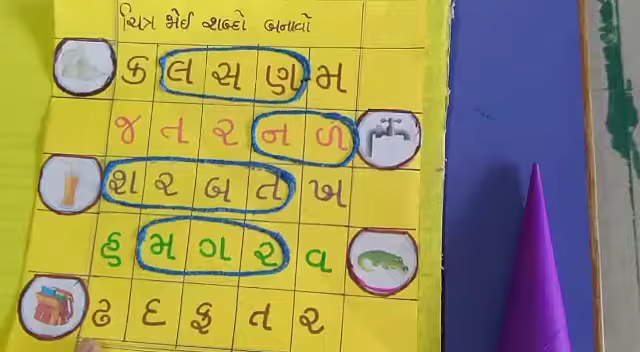 ચિત્ર જોઈ શબ્દો બનાવો
ક લ સ ણ મ
જ ત ર ન ળ
શ ર બ ત ખ
હ મ ગ ર વ
ઢ દ ફ ત ર